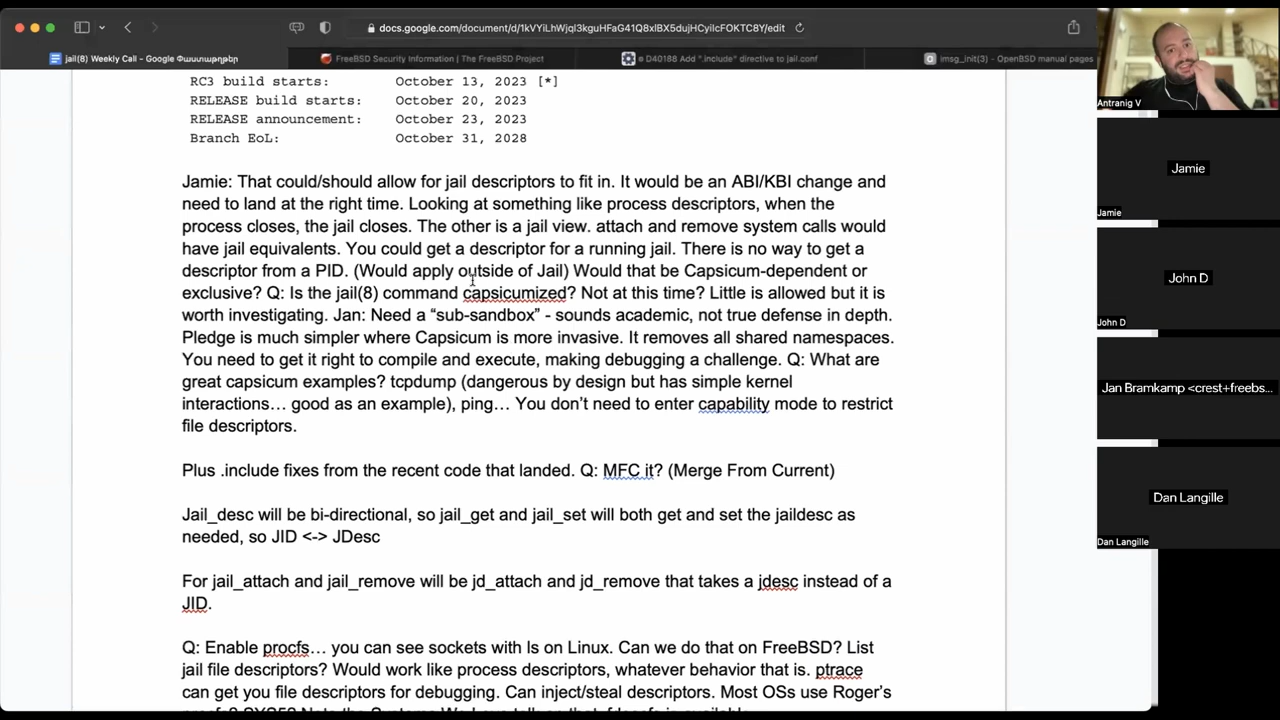 docs.google.com/document/d/1kVYiLhWjql3kguHFaG41Q8xlBX5dujHCyilcFOKTC8Y/edit
jail(8) Weekly Call - Google Փաստաթղթեր
FreeBSD Security Information | The FreeBSD Project
¤ D40188 Add ".include" directive to jail.conf
imsg_init(3) - OpenBSD manual pages
RC3 build starts: October 13, 2023 [*]
RELEASE build starts: October 20, 2023
RELEASE announcement: October 23, 2023
Branch EoL: October 31, 2028
Jamie: That could/should allow for jail descriptors to fit in. It would be an ABI/KBI change and
need to land at the right time. Looking at something like process descriptors, when the
process closes, the jail closes. The other is a jail view. attach and remove system calls would
have jail equivalents. You could get a descriptor for a running jail. There is no way to get a
descriptor from a PID. (Would apply outside of Jail) Would that be Capsicum-dependent or
exclusive? Q: Is the jail(8) command capsicumized? Not at this time? Little is allowed but it is
worth investigating. Jan: Need a “sub-sandbox” - sounds academic, not true defense in depth.
Pledge is much simpler where Capsicum is more invasive. It removes all shared namespaces.
You need to get it right to compile and execute, making debugging a challenge. Q: What are
great capsicum examples? tcpdump (dangerous by design but has simple kernel
interactions… good as an example), ping… You don’t need to enter capability mode to restrict
file descriptors.
Plus .include fixes from the recent code that landed. Q: MFC it? (Merge From Current)
Jail_desc will be bi-directional, so jail_get and jail_set will both get and set the jaildesc as
needed, so JID <-> JDesc
For jail_attach and jail_remove will be jd_attach and jd_remove that takes a jdesc instead of a
JID.
Q: Enable procfs… you can see sockets with ls on Linux. Can we do that on FreeBSD? List
jail file descriptors? Would work like process descriptors, whatever behavior that is. ptrace
can get you file descriptors for debugging. Can inject/steal descriptors. Most OSs use Roger’s
Antranig V
Jamie
Jamie
John D
John D
Jan Bramkamp <crest+freebs...
Dan Langille
Dan Langille